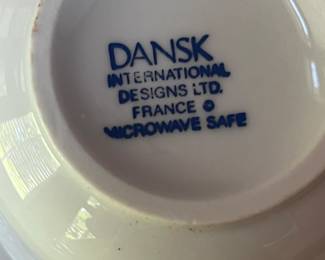 DANSK
INTERNATIONAL
DESIGNS LTD.
FRANCE ©
MICROWAVE SAFE